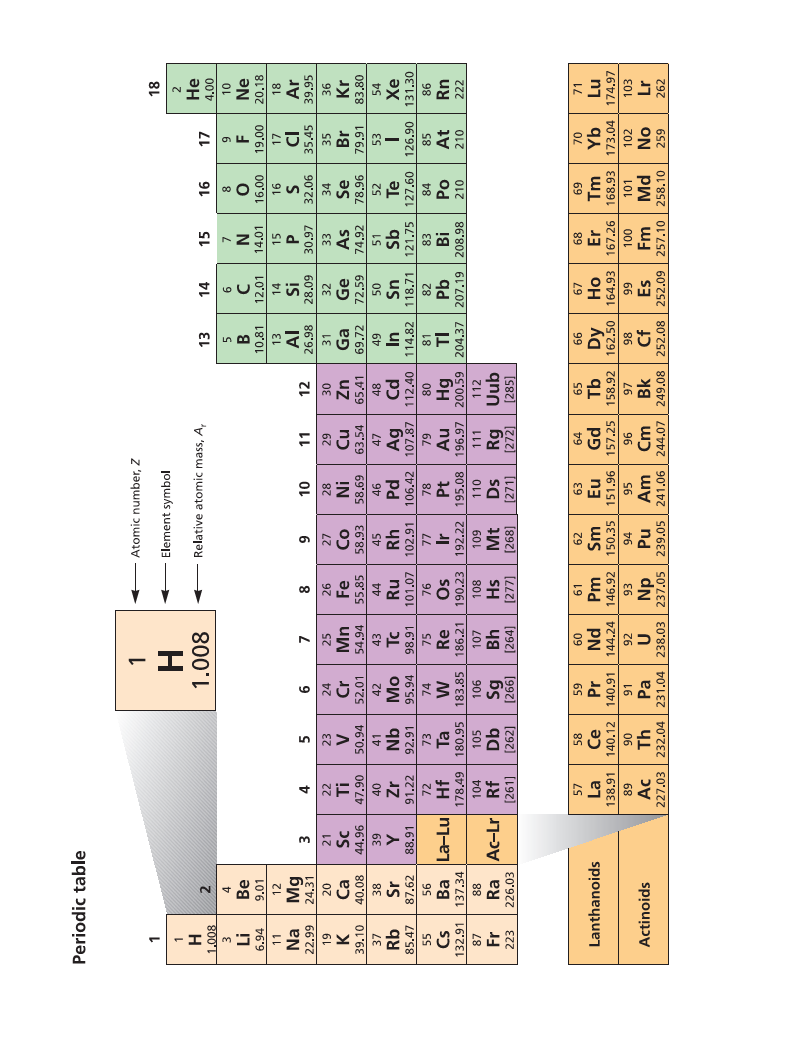 Periodic table
1
H
1.008
Atomic number, Z
Element symbol
Relative atomic mass, Ar
1 2 3 4 5 6 7 8 9 10 11 12 13 14 15 16 17 18
1 2
H He
1.008 4.00
3 4 5 6 7 8 9 10
Li Be B C N O F Ne
6.94 9.01 10.81 12.01 14.01 16.00 19.00 20.18
11 12 13 14 15 16 17 18
Na Mg Al Si P S Cl Ar
22.99 24.31 26.98 28.09 30.97 32.06 35.45 39.95
19 20 21 22 23 24 25 26 27 28 29 30 31 32 33 34 35 36
K Ca Sc Ti V Cr Mn Fe Co Ni Cu Zn Ga Ge As Se Br Kr
39.10 40.08 44.96 47.90 50.94 52.01 54.94 55.85 58.93 58.69 63.54 65.41 69.72 72.59 74.92 78.96 79.91 83.80
37 38 39 40 41 42 43 44 45 46 47 48 49 50 51 52 53 54
Rb Sr Y Zr Nb Mo Tc Ru Rh Pd Ag Cd In Sn Sb Te I Xe
85.47 87.62 88.91 91.22 92.91 95.94 98.91 101.07 102.91 106.42 107.87 112.40 114.82 118.71 121.75 127.60 126.90 131.30
55 56 72 73 74 75 76 77 78 79 80 81 82 83 84 85 86
Cs Ba La–Lu Hf Ta W Re Os Ir Pt Au Hg Tl Pb Bi Po At Rn
132.91 137.34 178.49 180.95 183.85 186.21 190.23 192.22 195.08 196.97 200.59 204.37 207.19 208.98 210 210 222
87 88 104 105 106 107 108 109 110 111 112
Fr Ra Ac–Lr Rf Db Sg Bh Hs Mt Ds Rg Uub
223 226.03 [261] [262] [266] [264] [277] [268] [271] [272] [285]
57 58 59 60 61 62 63 64 65 66 67 68 69 70 71
Lanthanoids La Ce Pr Nd Pm Sm Eu Gd Tb Dy Ho Er Tm Yb Lu
138.91 140.12 140.91 144.24 146.92 150.35 151.96 157.25 158.92 162.50 164.93 167.26 168.93 173.04 174.97
89 90 91 92 93 94 95 96 97 98 99 100 101 102 103
Actinoids Ac Th Pa U Np Pu Am Cm Bk Cf Es Fm Md No Lr
227.03 232.04 231.04 238.03 237.05 239.05 241.06 244.07 249.08 252.08 252.09 257.10 258.10 259 262